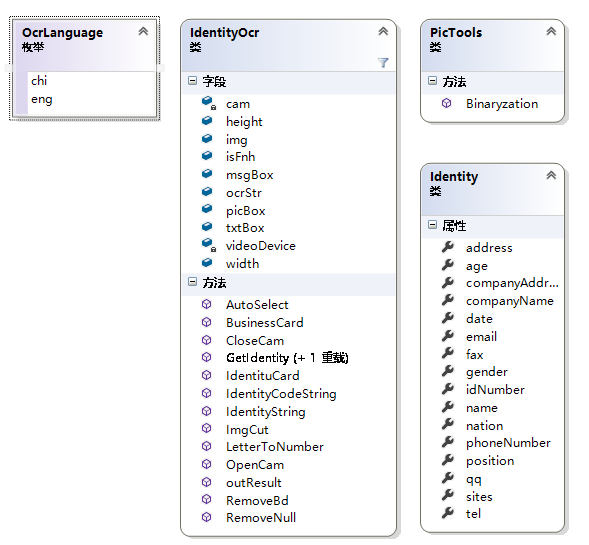 OcrLanguage
枚举
chi
eng
IdentityOcr
类
字段
cam
height
img
isFnh
msgBox
ocrStr
picBox
txtBox
videoDevice
width
方法
AutoSelect
BusinessCard
CloseCam
GetIdentity (+ 1 重载)
IdentituCard
IdentityCodeString
IdentityString
ImgCut
LetterToNumber
OpenCam
outResult
RemoveBd
RemoveNull
PicTools
类
方法
Binaryzation
Identity
类
属性
address
age
companyAddr...
companyName
date
email
fax
gender
idNumber
name
nation
phoneNumber
position
qq
sites
tel